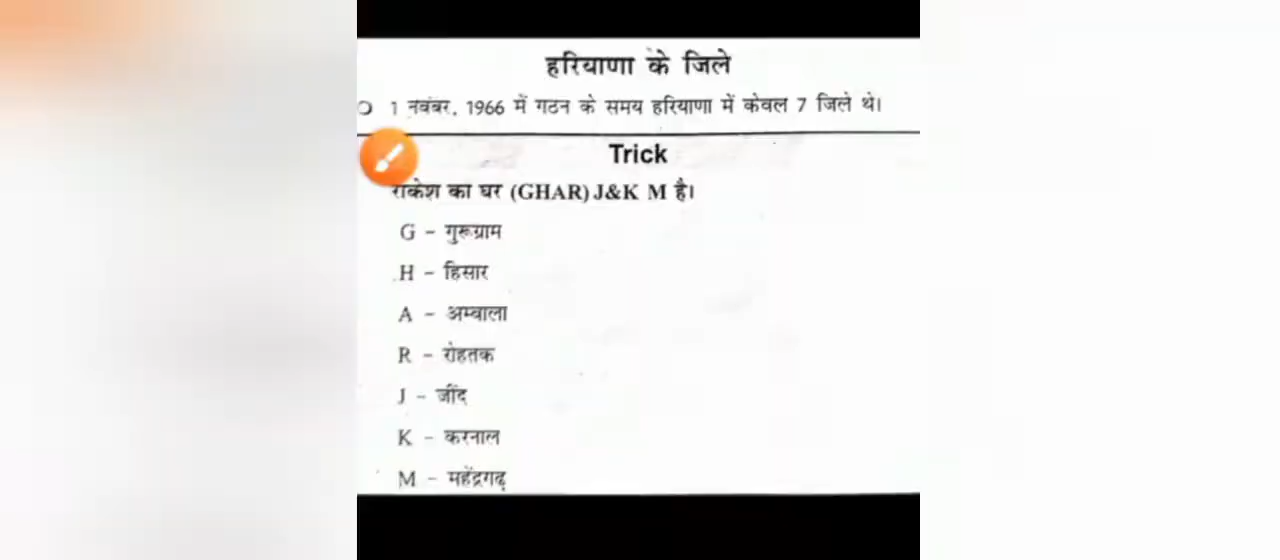 हरियाणा के जिले
1 नवंबर, 1966 में गठन के समय हरियाणा में केवल 7 जिले थे।
Trick
राकेश का घर (GHAR) J&K M है।
G - गुरूग्राम
H - हिसार
A - अम्बाला
R - रोहतक
J - जींद
K - करनाल
M - महेंद्रगढ़